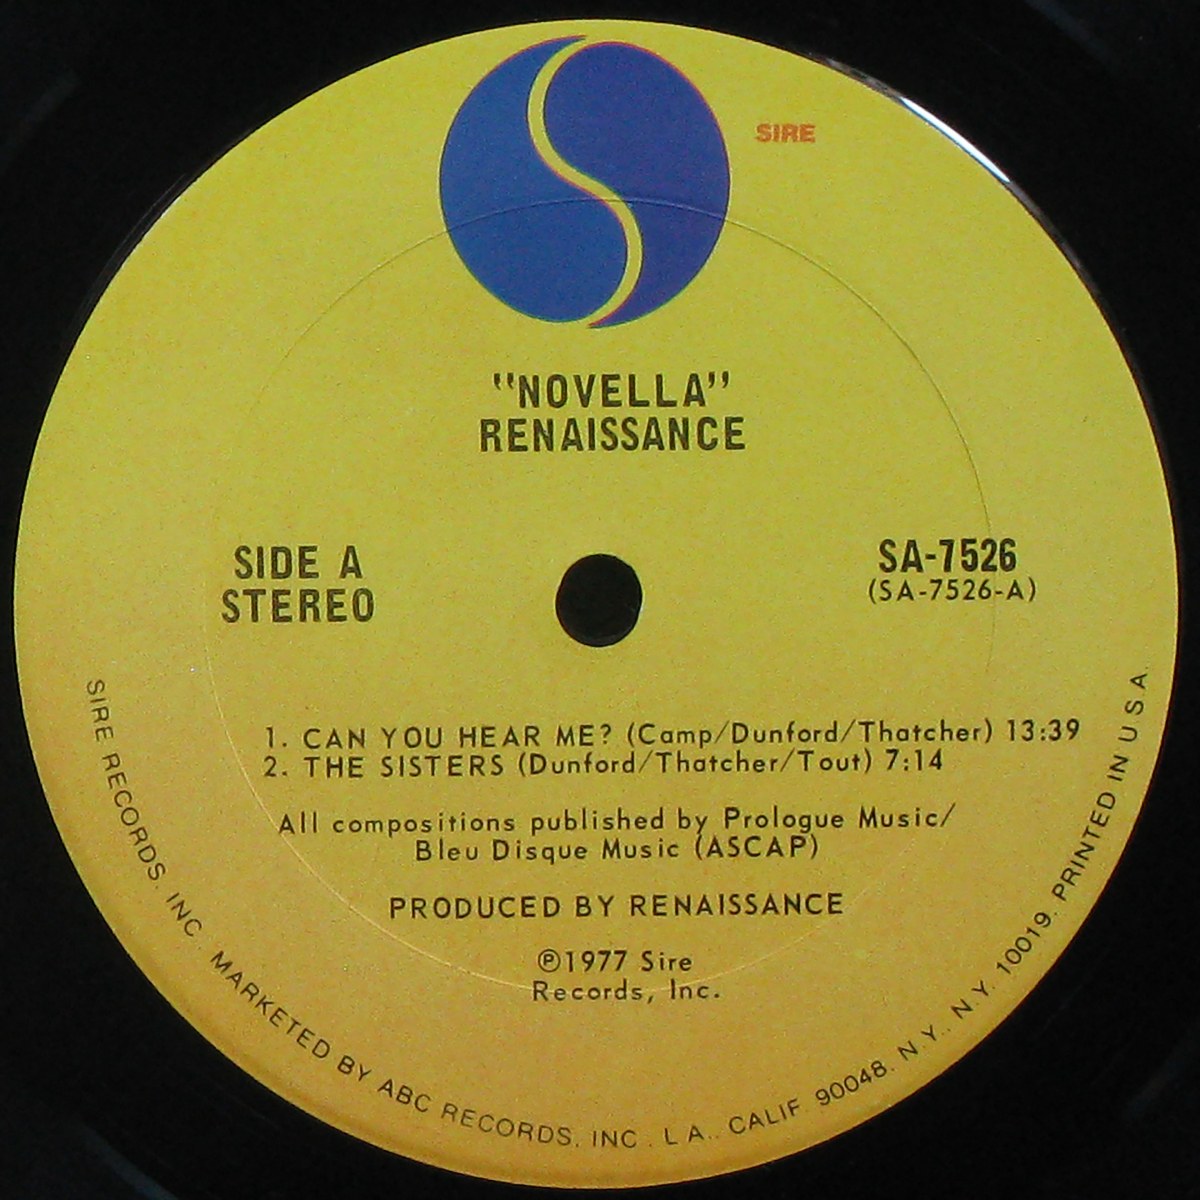 SIRE
"NOVELLA"
RENAISSANCE
SIDE A
STEREO
SA-7526
(SA-7526-A)
1. CAN YOU HEAR ME? (Camp/Dunford/Thatcher) 13:39
2. THE SISTERS (Dunford/Thatcher/Tout) 7:14
All compositions published by Prologue Music/
Bleu Disque Music (ASCAP)
PRODUCED BY RENAISSANCE
℗1977 Sire
Records, Inc.
SIRE RECORDS, INC. MARKETED BY ABC RECORDS, INC. L.A., CALIF. 90048. N.Y., N.Y. 10019. PRINTED IN U.S.A.